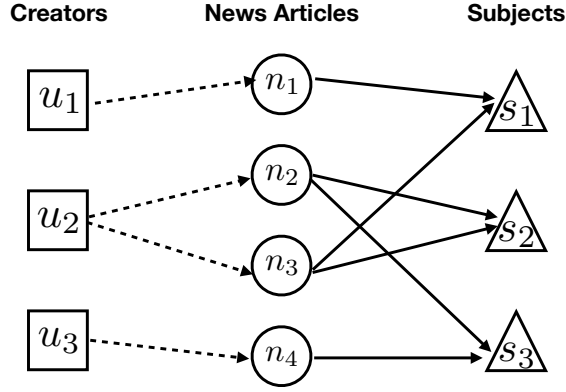 Creators News Articles Subjects
u₁ n₁ s₁
n₂
u₂ s₂
n₃
u₃ n₄ s₃